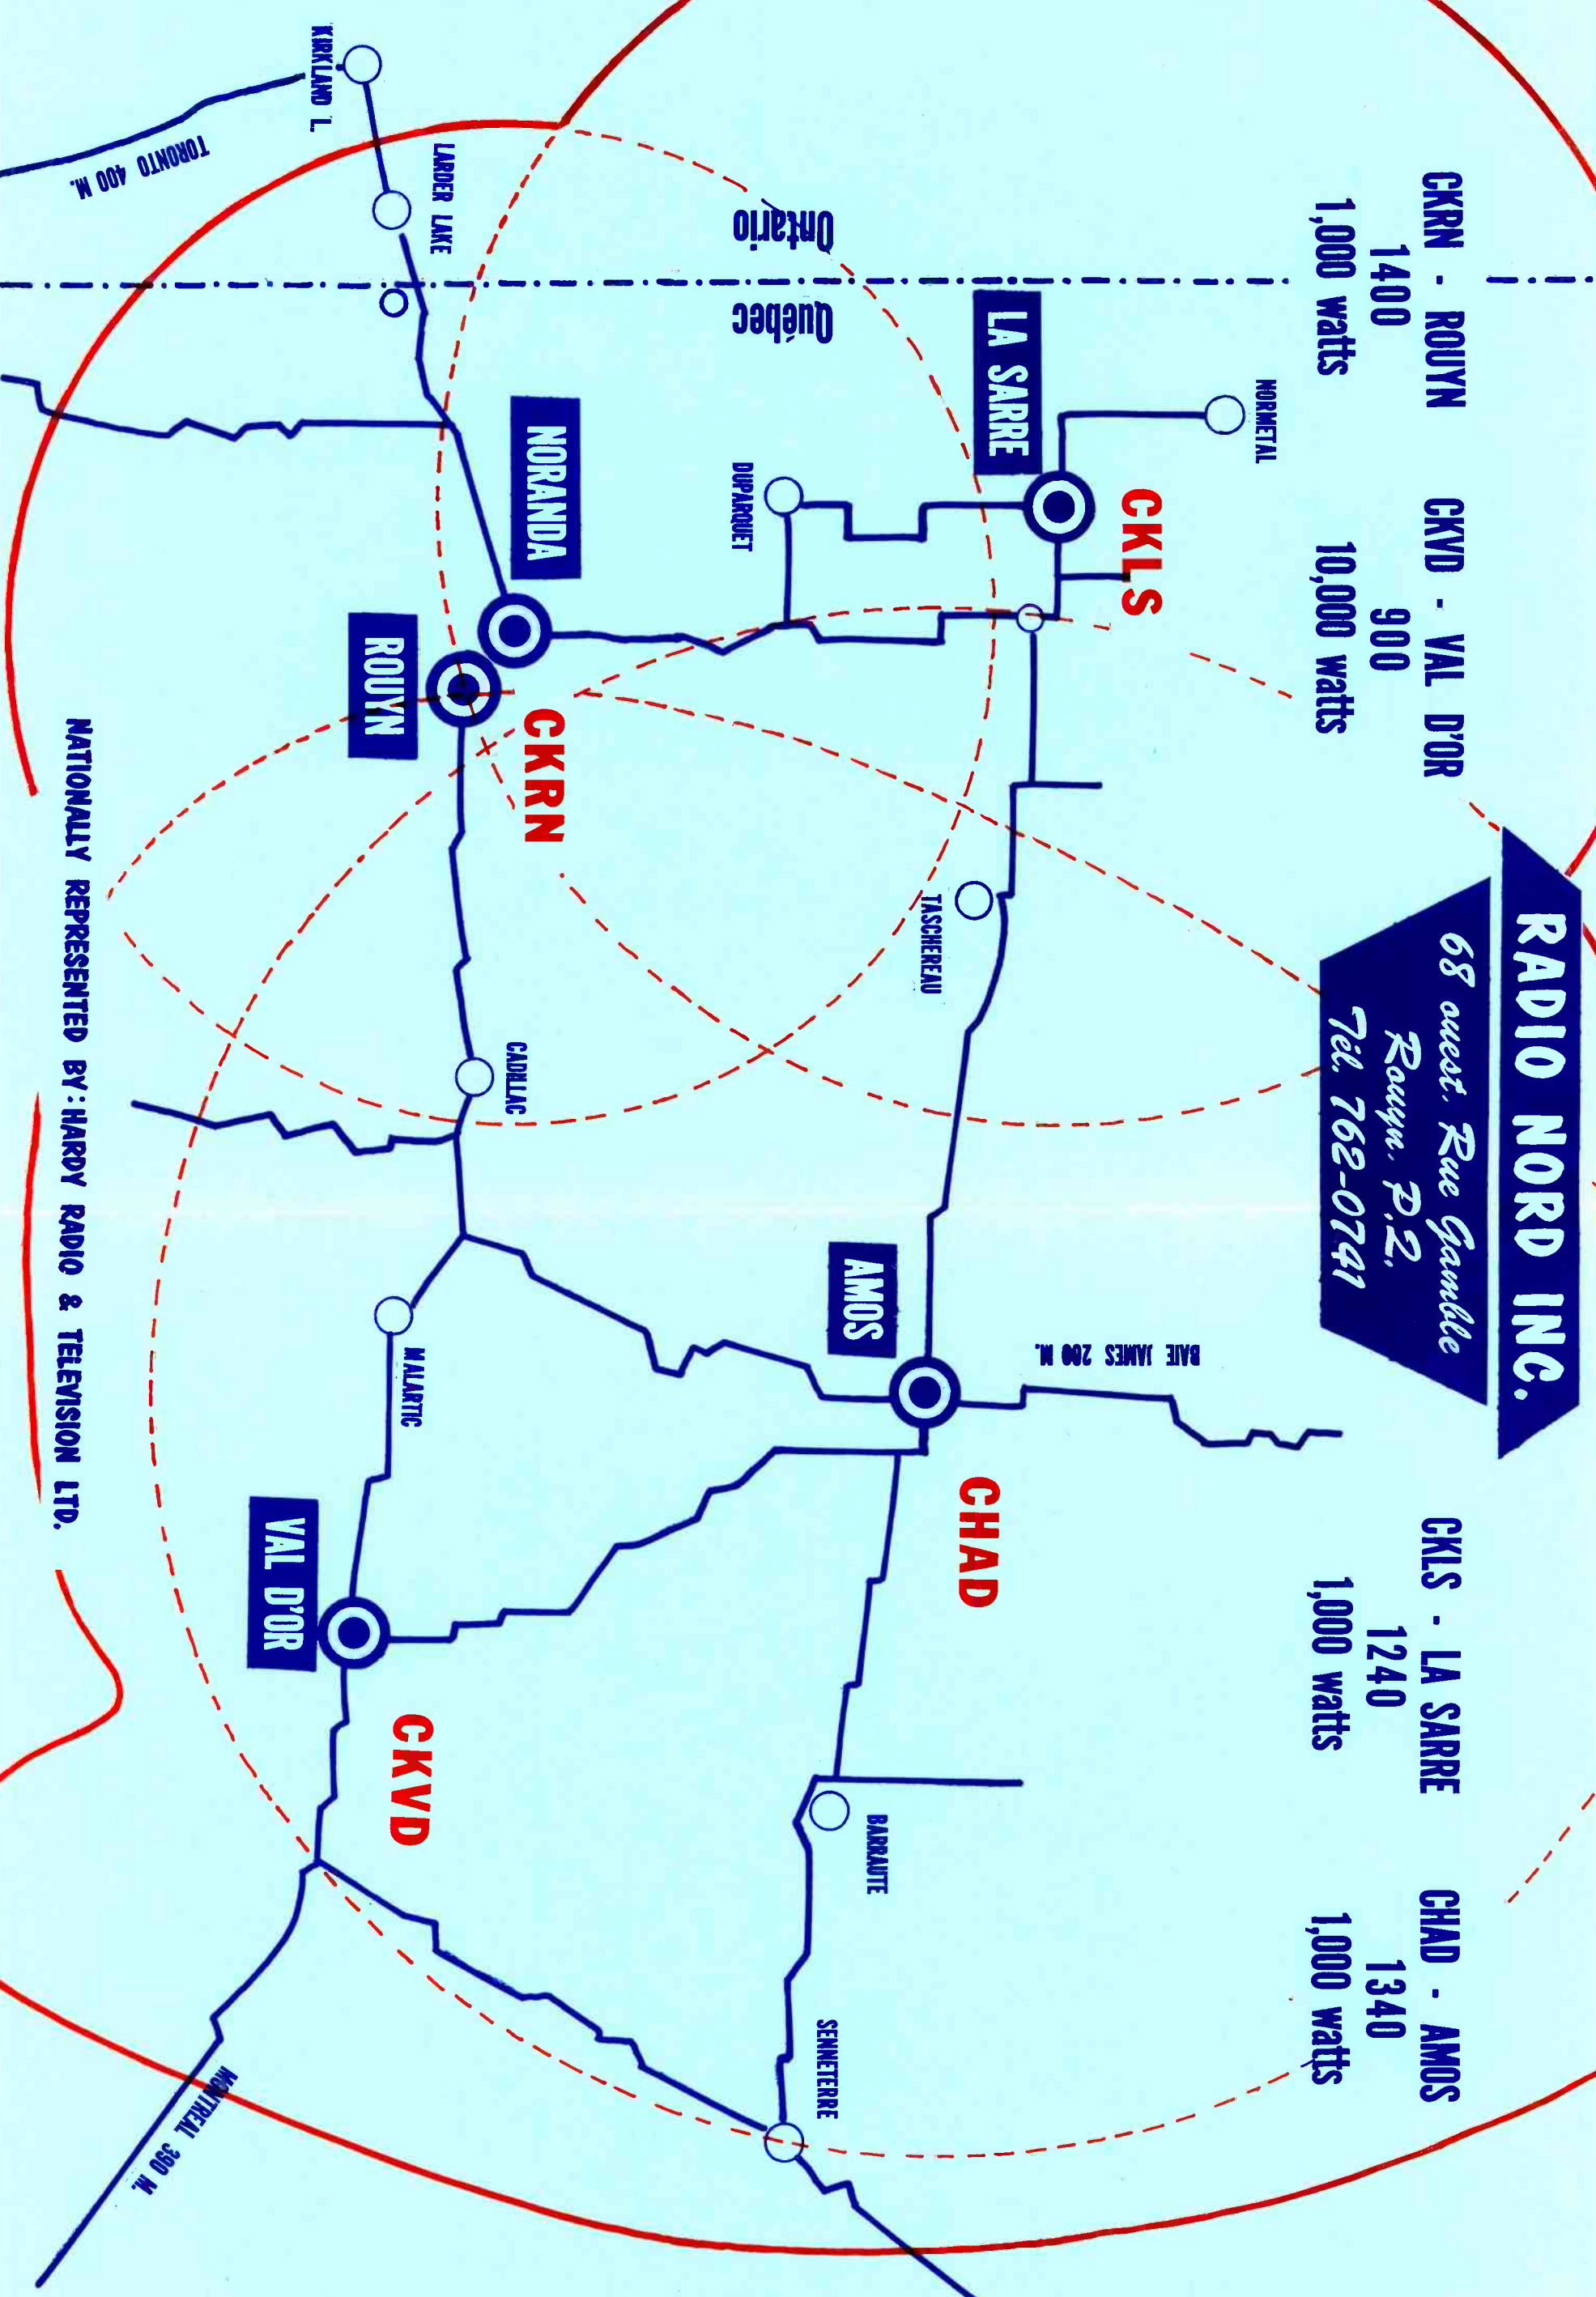 CKRN - ROUYN
1400
1,000 watts
CKVD - VAL D'OR
900
10,000 watts
RADIO NORD INC.
68 ouest, Rue Gamble
Rouyn, P.Q.
Tél. 762-0741
CKLS - LA SARRE
1240
1,000 watts
CHAD - AMOS
1340
1,000 watts
NORMETAL
CKLS
LA SARRE
BAIE JAMES 200 M.
CHAD
TASCHEREAU
AMOS
BARRAUTE
SENNETERRE
Ontario
Québec
DUPARQUET
NORANDA
CKRN
CADILLAC
LARDER LAKE
ROUYN
MALARTIC
CKVD
KIRKLAND L.
VAL D'OR
TORONTO 400 M.
MONTREAL 390 M.
NATIONALLY REPRESENTED BY: HARDY RADIO & TELEVISION LTD.